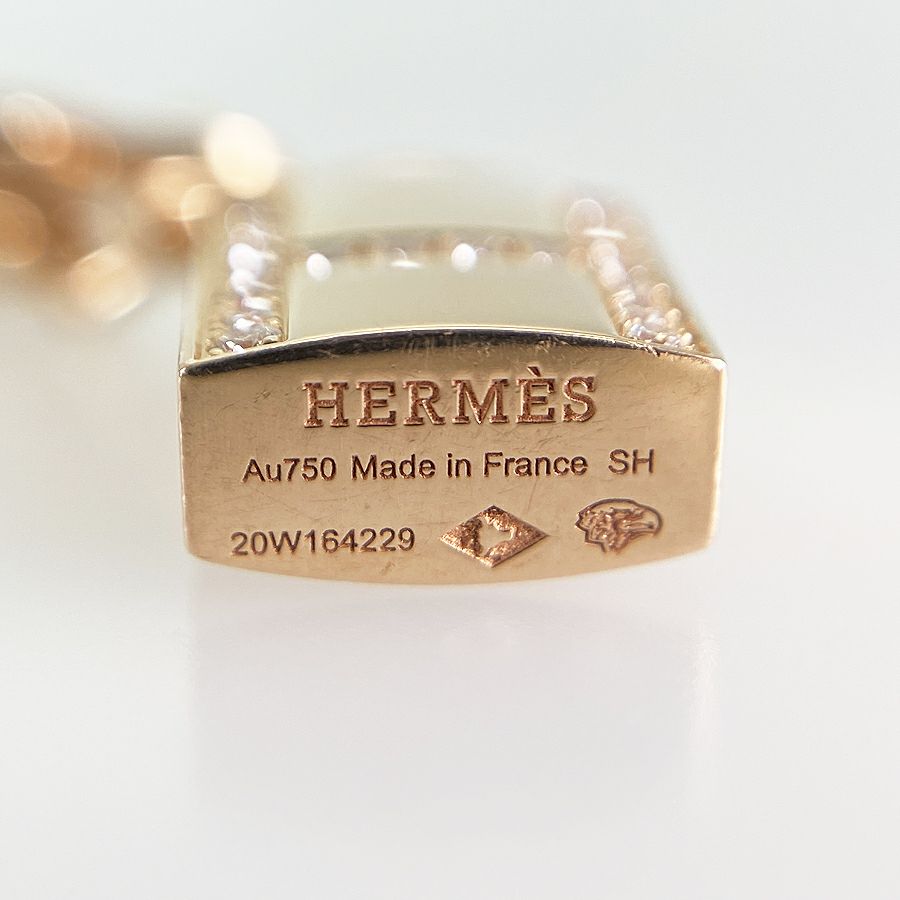 HERMÈS
Au750 Made in France SH
20W164229